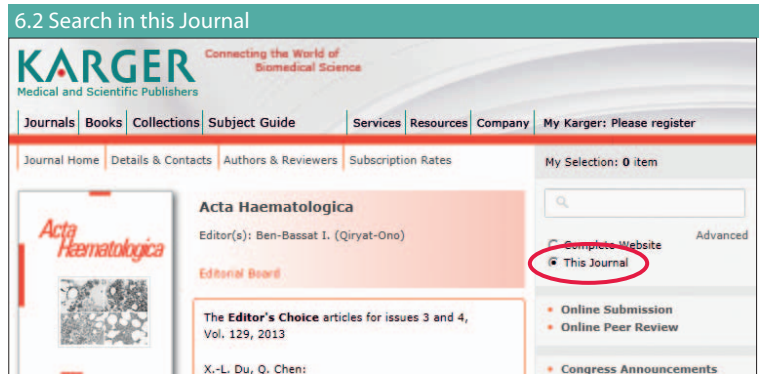 6.2 Search in this Journal
KARGER
Medical and Scientific Publishers
Connecting the World of
Biomedical Science
Journals Books Collections Subject Guide Services Resources Company My Karger: Please register
Journal Home Details & Contacts Authors & Reviewers Subscription Rates
My Selection: 0 item
Acta
Haematologica
Acta Haematologica
Editor(s): Ben-Bassat I. (Qiryat-Ono)
Editorial Board
The Editor's Choice articles for issues 3 and 4,
Vol. 129, 2013
X.-L. Du, Q. Chen:
Complete Website
Advanced
This Journal
• Online Submission
• Online Peer Review
• Congress Announcements